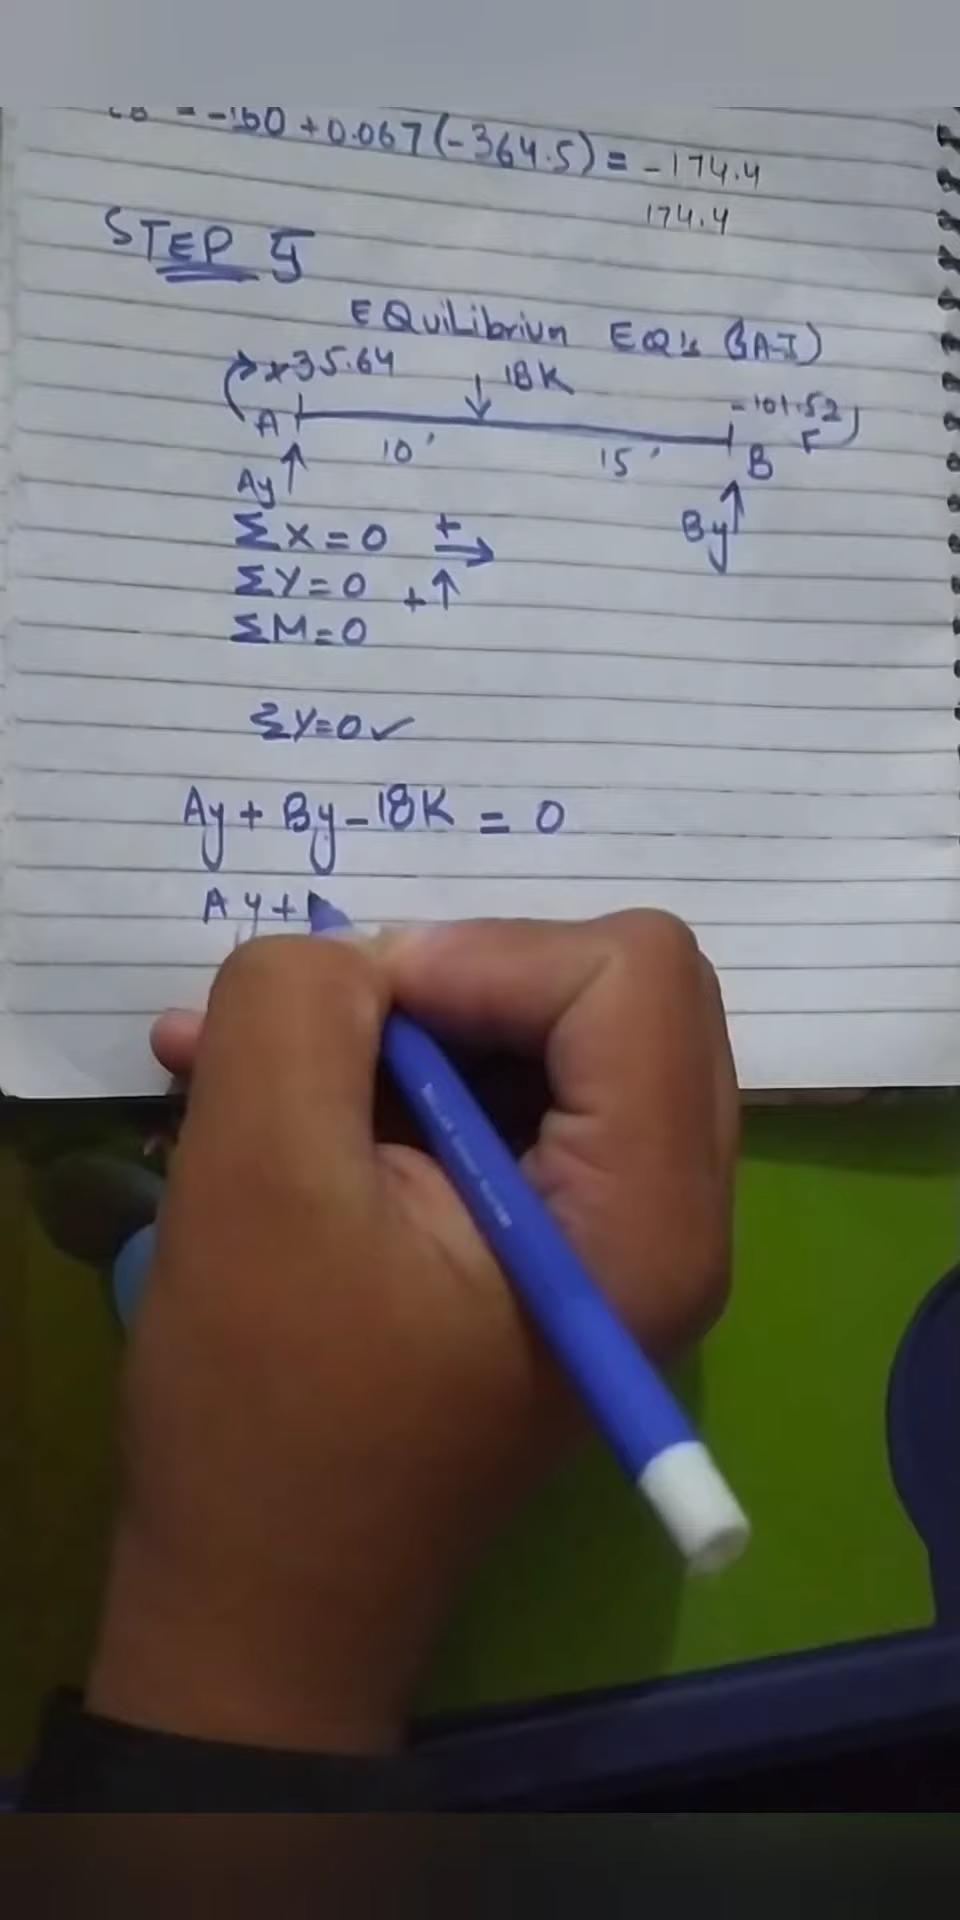 = -160 + 0.067(-364.5) = -174.4
174.4
STEP 5
EQuiLibrium EQ's
+35.64 18K -101.52
A 10' 15' B
Ay By
ΣX=0 +→
ΣY=0 +↑
ΣM=0
ΣY=0 ✓
Ay + By - 18K = 0
Ay +